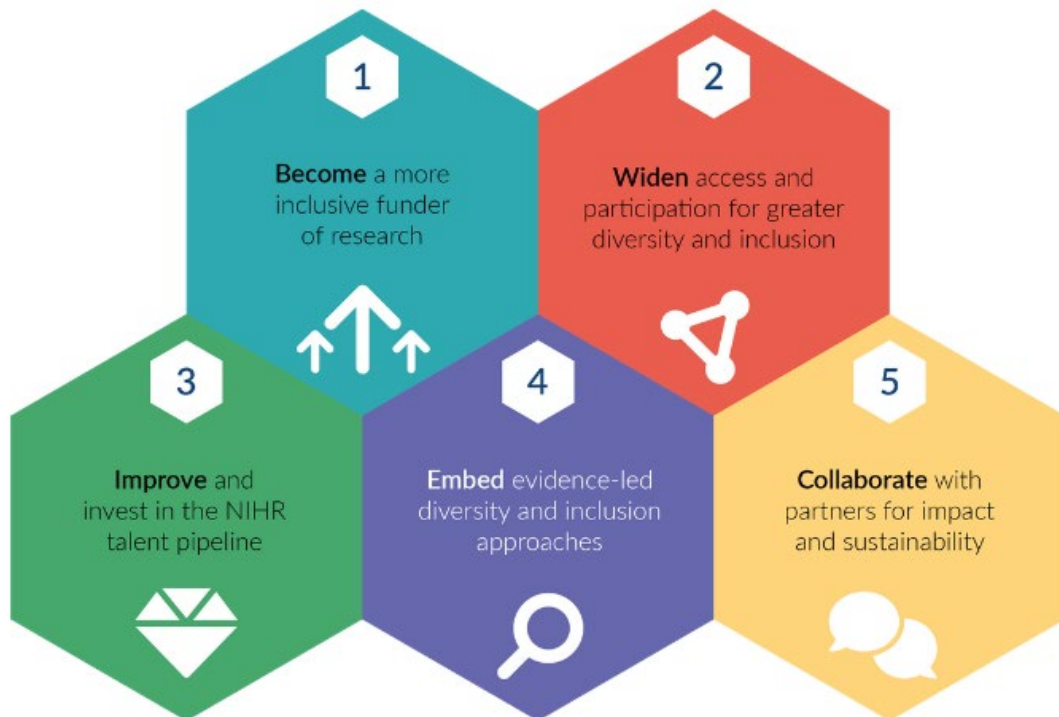 1
Become a more
inclusive funder
of research
2
Widen access and
participation for greater
diversity and inclusion
3
Improve and
invest in the NIHR
talent pipeline
4
Embed evidence-led
diversity and inclusion
approaches
5
Collaborate with
partners for impact
and sustainability